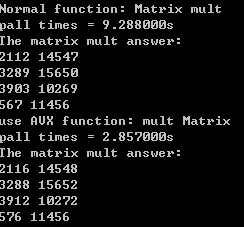 Normal function: Matrix mult
pall times = 9.288000s
The matrix mult answer:
2112 14547
3289 15650
3903 10269
567 11456
use AVX function: mult Matrix
pall times = 2.857000s
The matrix mult answer:
2116 14548
3288 15652
3912 10272
576 11456